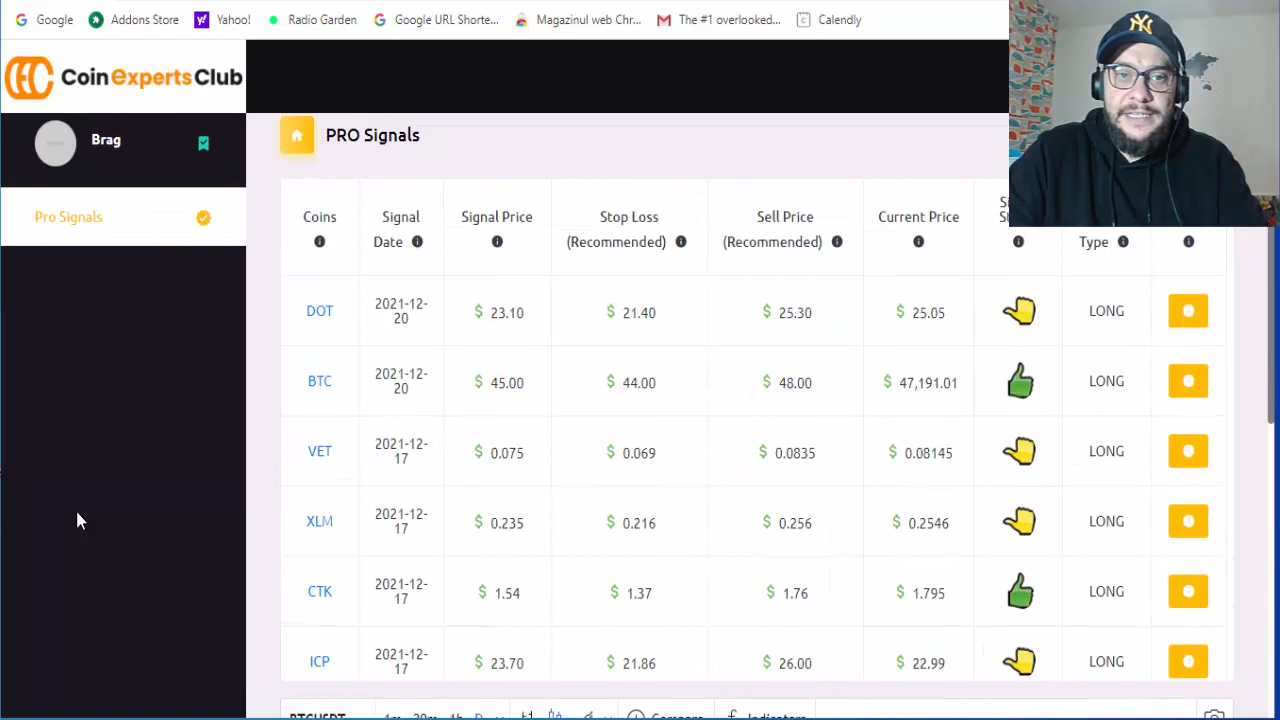 Google Addons Store Yahoo! Radio Garden Google URL Shorte... Magazinul web Chr... The #1 overlooked... Calendly
CoinExpertsClub
Brag
PRO Signals
Pro Signals
Coins Signal Date Signal Price Stop Loss (Recommended) Sell Price (Recommended) Current Price Type
DOT 2021-12-20 $ 23.10 $ 21.40 $ 25.30 $ 25.05 LONG
BTC 2021-12-20 $ 45.00 $ 44.00 $ 48.00 $ 47,191.01 LONG
VET 2021-12-17 $ 0.075 $ 0.069 $ 0.0835 $ 0.08145 LONG
XLM 2021-12-17 $ 0.235 $ 0.216 $ 0.256 $ 0.2546 LONG
CTK 2021-12-17 $ 1.54 $ 1.37 $ 1.76 $ 1.795 LONG
ICP 2021-12-17 $ 23.70 $ 21.86 $ 26.00 $ 22.99 LONG
BTCUSDT 1m 30m 1h D Compare Indicators